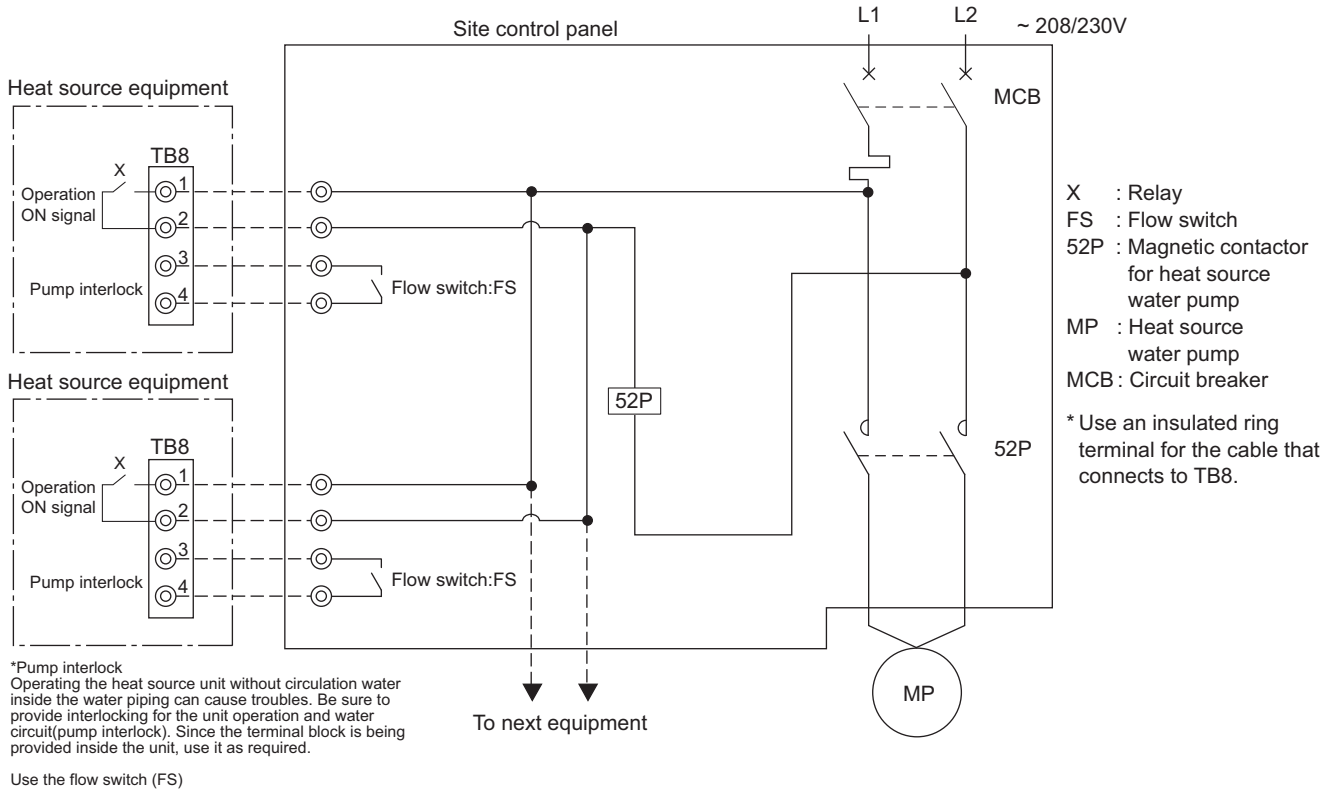 Site control panel
L1
L2
~ 208/230V
MCB
Heat source equipment
TB8
X
Operation
ON signal
1
2
3
4
Pump interlock
Flow switch:FS
52P
Heat source equipment
TB8
X
Operation
ON signal
1
2
3
4
Pump interlock
Flow switch:FS
52P
MP
To next equipment
X : Relay
FS : Flow switch
52P : Magnetic contactor
for heat source
water pump
MP : Heat source
water pump
MCB : Circuit breaker
* Use an insulated ring
terminal for the cable that
connects to TB8.
*Pump interlock
Operating the heat source unit without circulation water
inside the water piping can cause troubles. Be sure to
provide interlocking for the unit operation and water
circuit(pump interlock). Since the terminal block is being
provided inside the unit, use it as required.
Use the flow switch (FS)